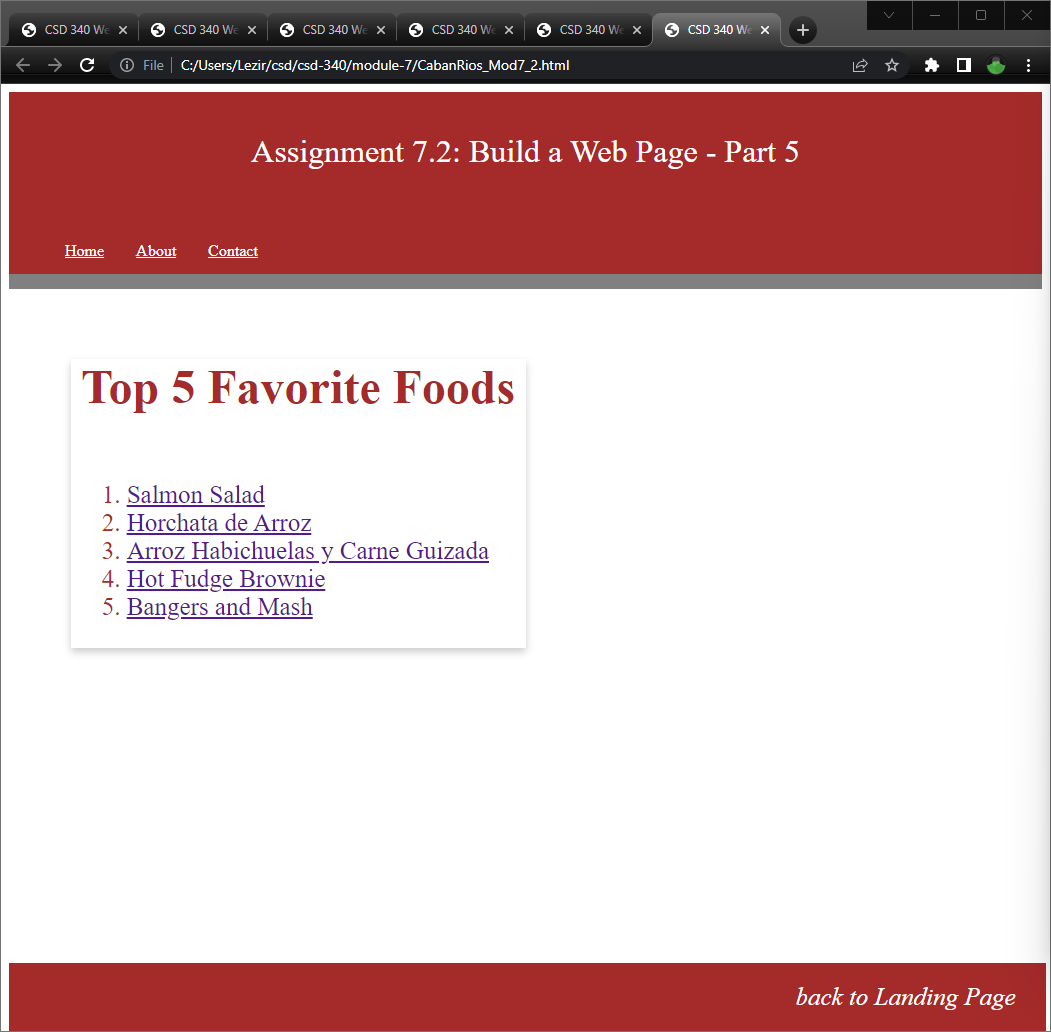 CSD 340 We CSD 340 We CSD 340 We CSD 340 We CSD 340 We CSD 340 We
File C:/Users/Lezir/csd/csd-340/module-7/CabanRios_Mod7_2.html
Assignment 7.2: Build a Web Page - Part 5
Home About Contact
Top 5 Favorite Foods
1. Salmon Salad
2. Horchata de Arroz
3. Arroz Habichuelas y Carne Guizada
4. Hot Fudge Brownie
5. Bangers and Mash
back to Landing Page